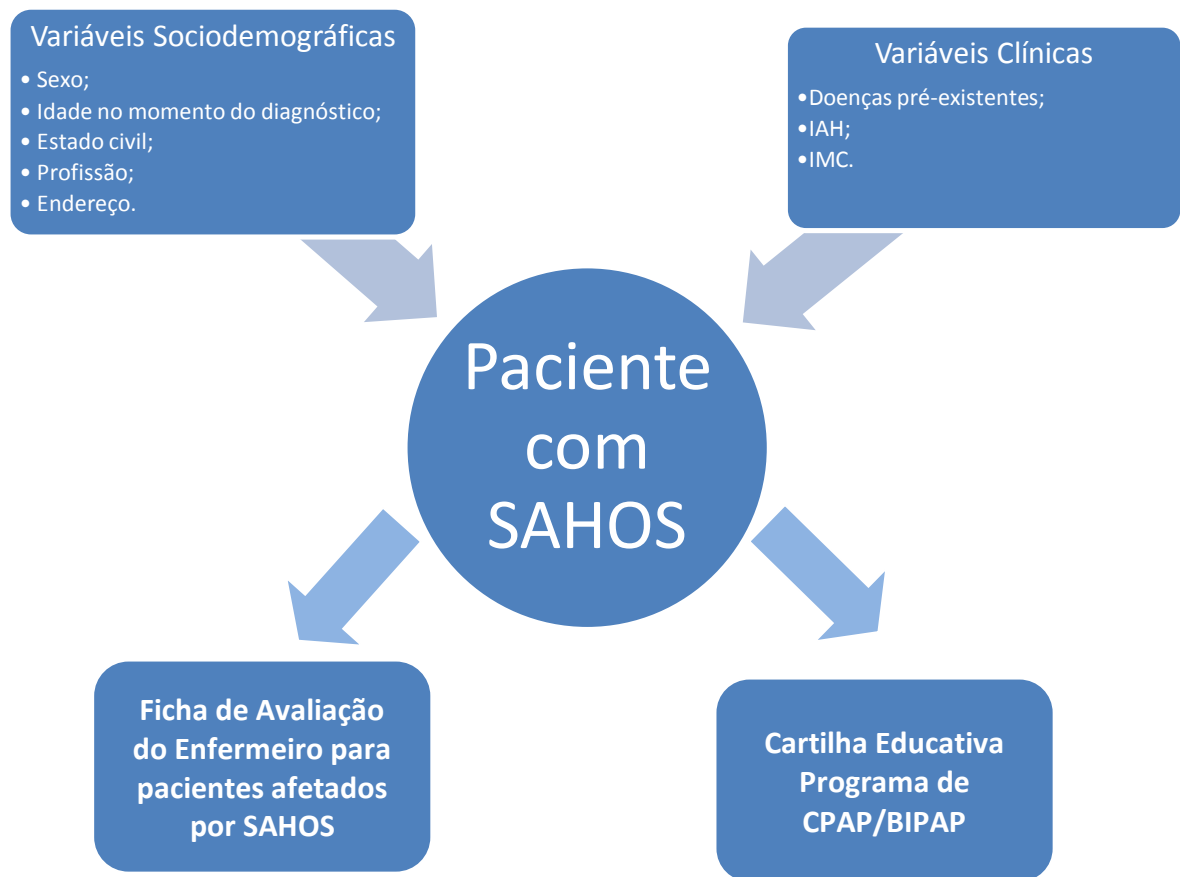 Variáveis Sociodemográficas
• Sexo;
• Idade no momento do diagnóstico;
• Estado civil;
• Profissão;
• Endereço.
Variáveis Clínicas
•Doenças pré-existentes;
•IAH;
•IMC.
Paciente
com
SAHOS
Ficha de Avaliação
do Enfermeiro para
pacientes afetados
por SAHOS
Cartilha Educativa
Programa de
CPAP/BIPAP